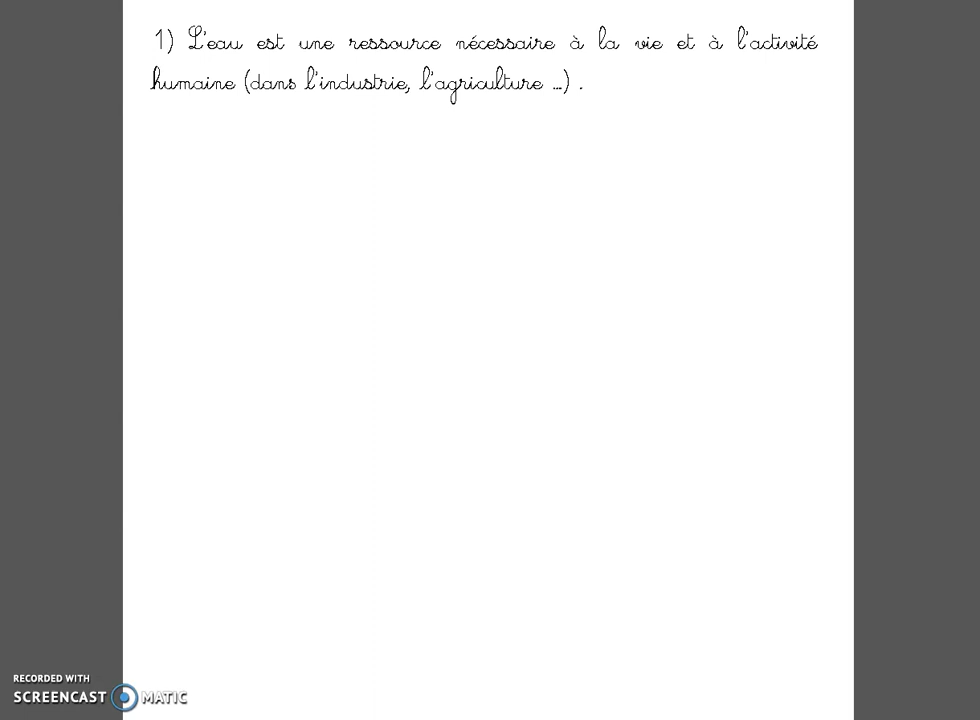 1) L'eau est une ressource nécessaire à la vie et à l'activité
humaine (dans l'industrie, l'agriculture ...) .
RECORDED WITH
SCREENCAST MATIC